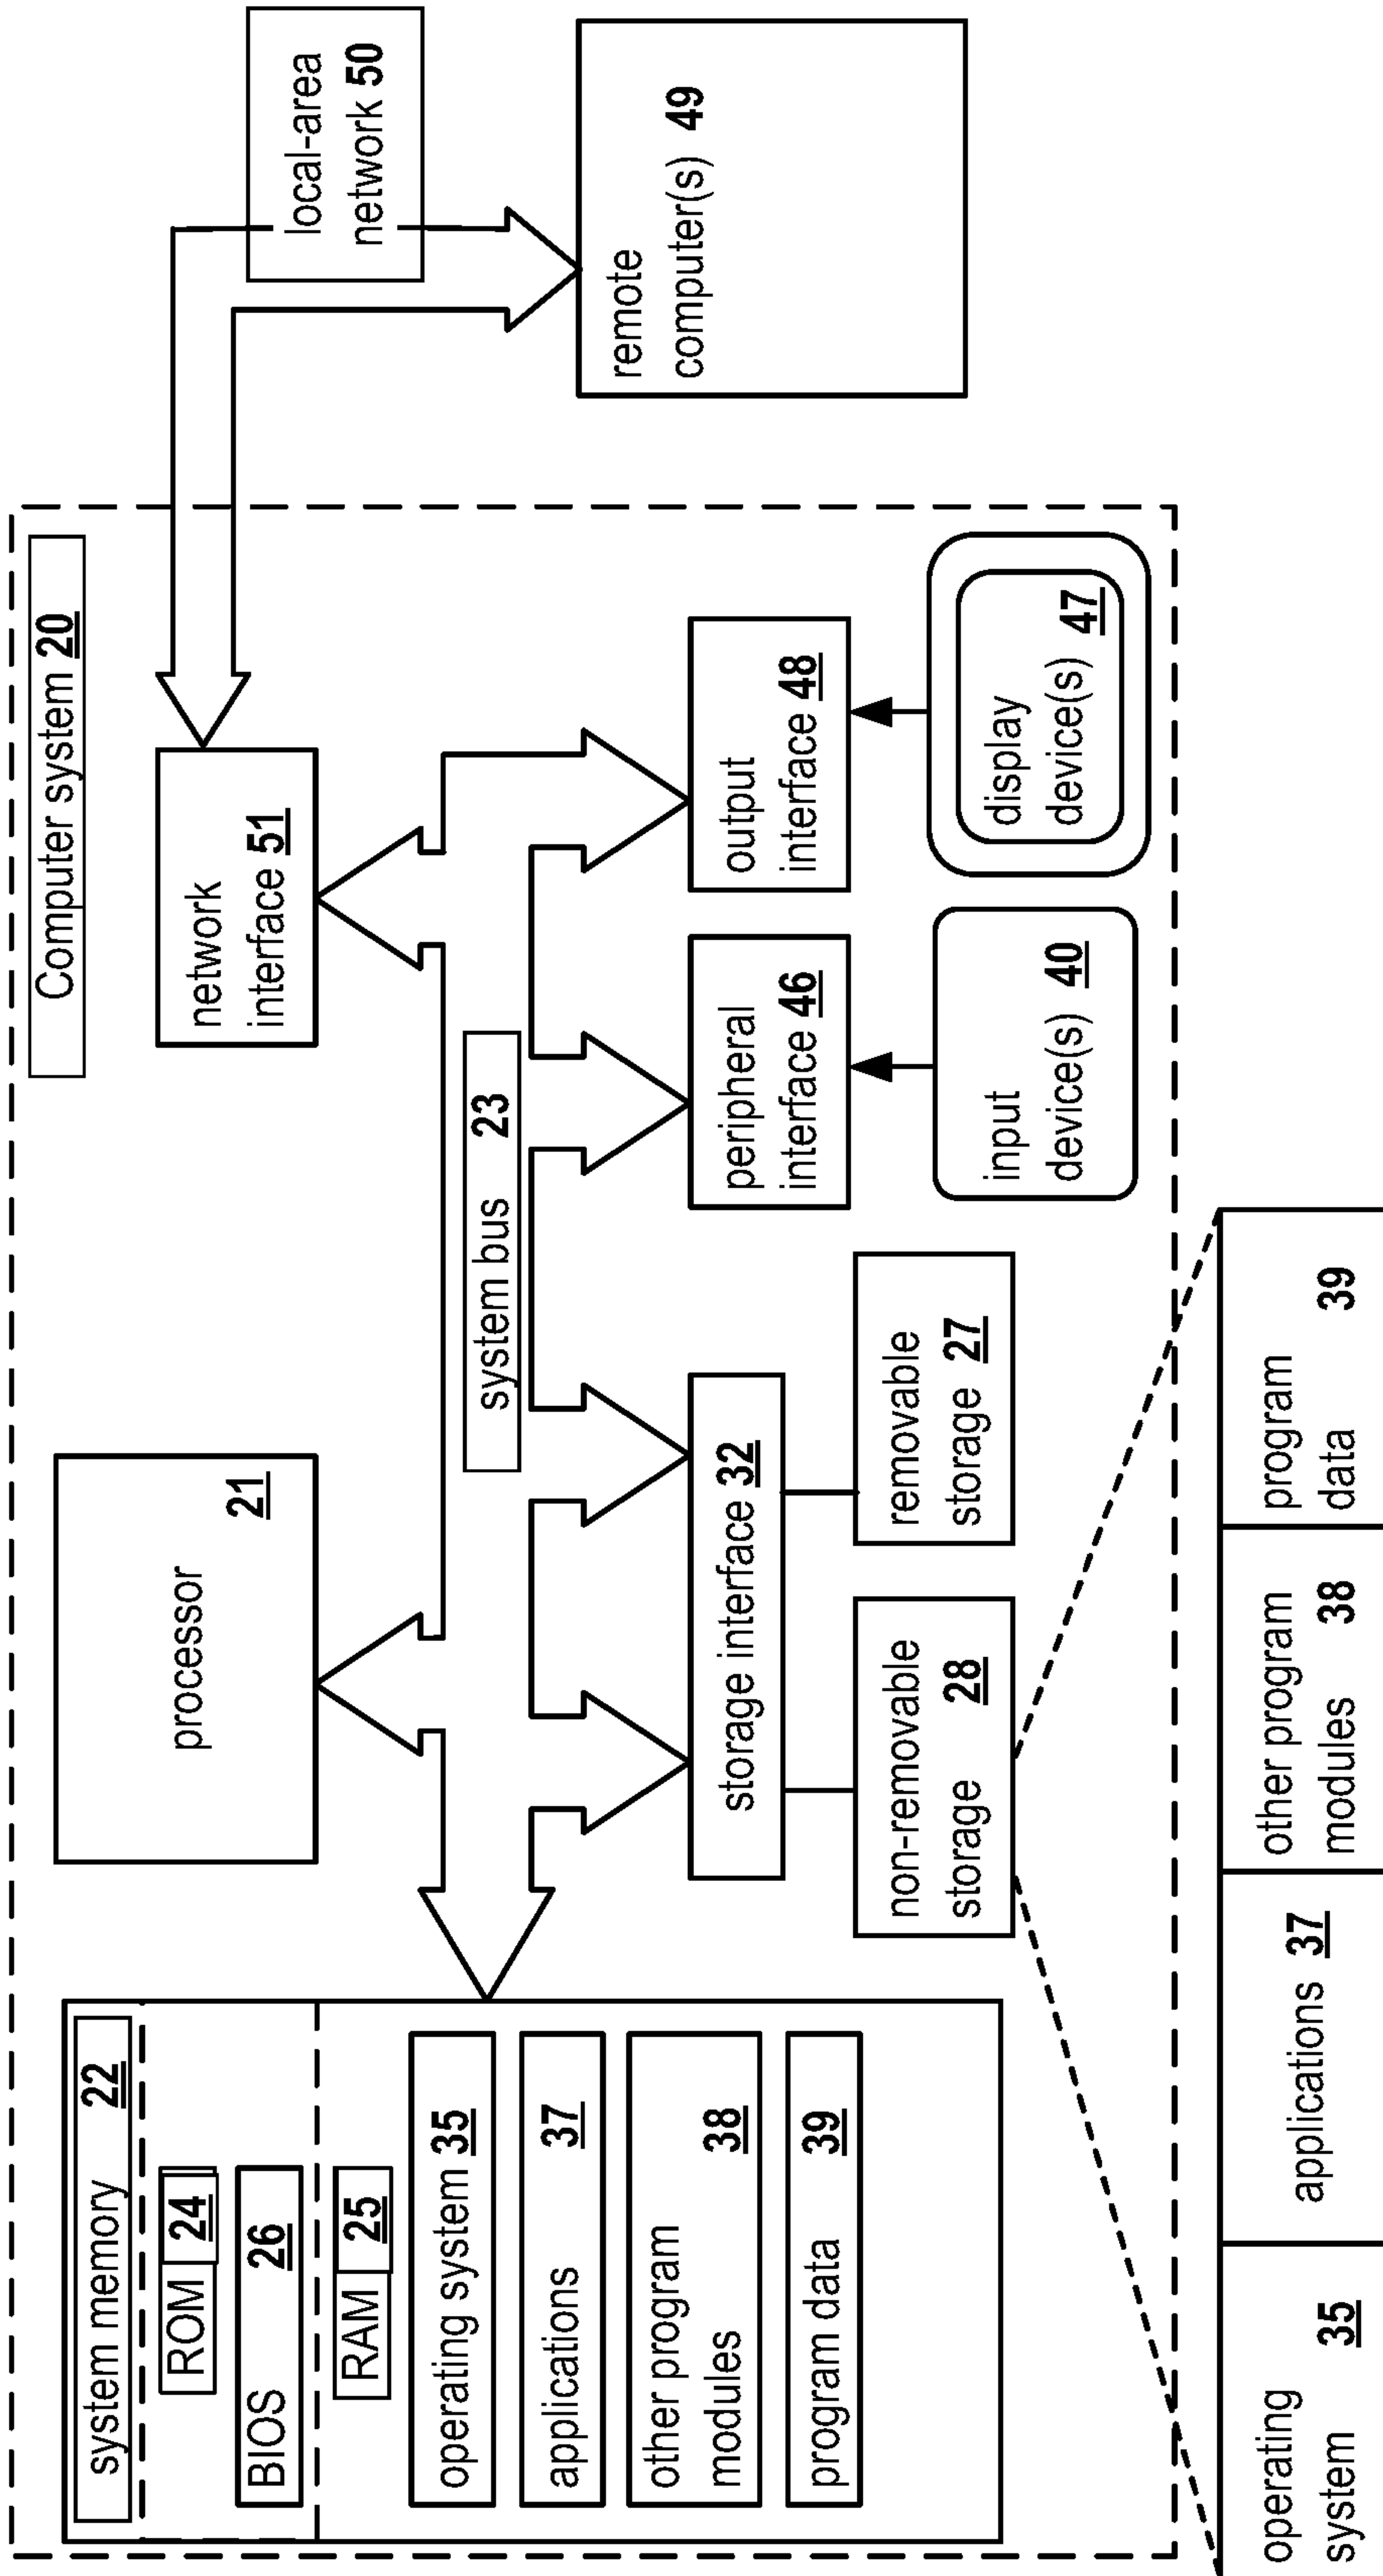 Computer system 20
system memory 22
ROM 24
BIOS 26
RAM 25
operating system 35
applications 37
other program
modules 38
program data 39
processor 21
network
interface 51
local-area
network 50
system bus 23
storage interface 32
peripheral
interface 46
output
interface 48
remote
computer(s) 49
non-removable
storage 28
removable
storage 27
input
device(s) 40
display
device(s) 47
operating
system 35
applications 37
other program
modules 38
program
data 39